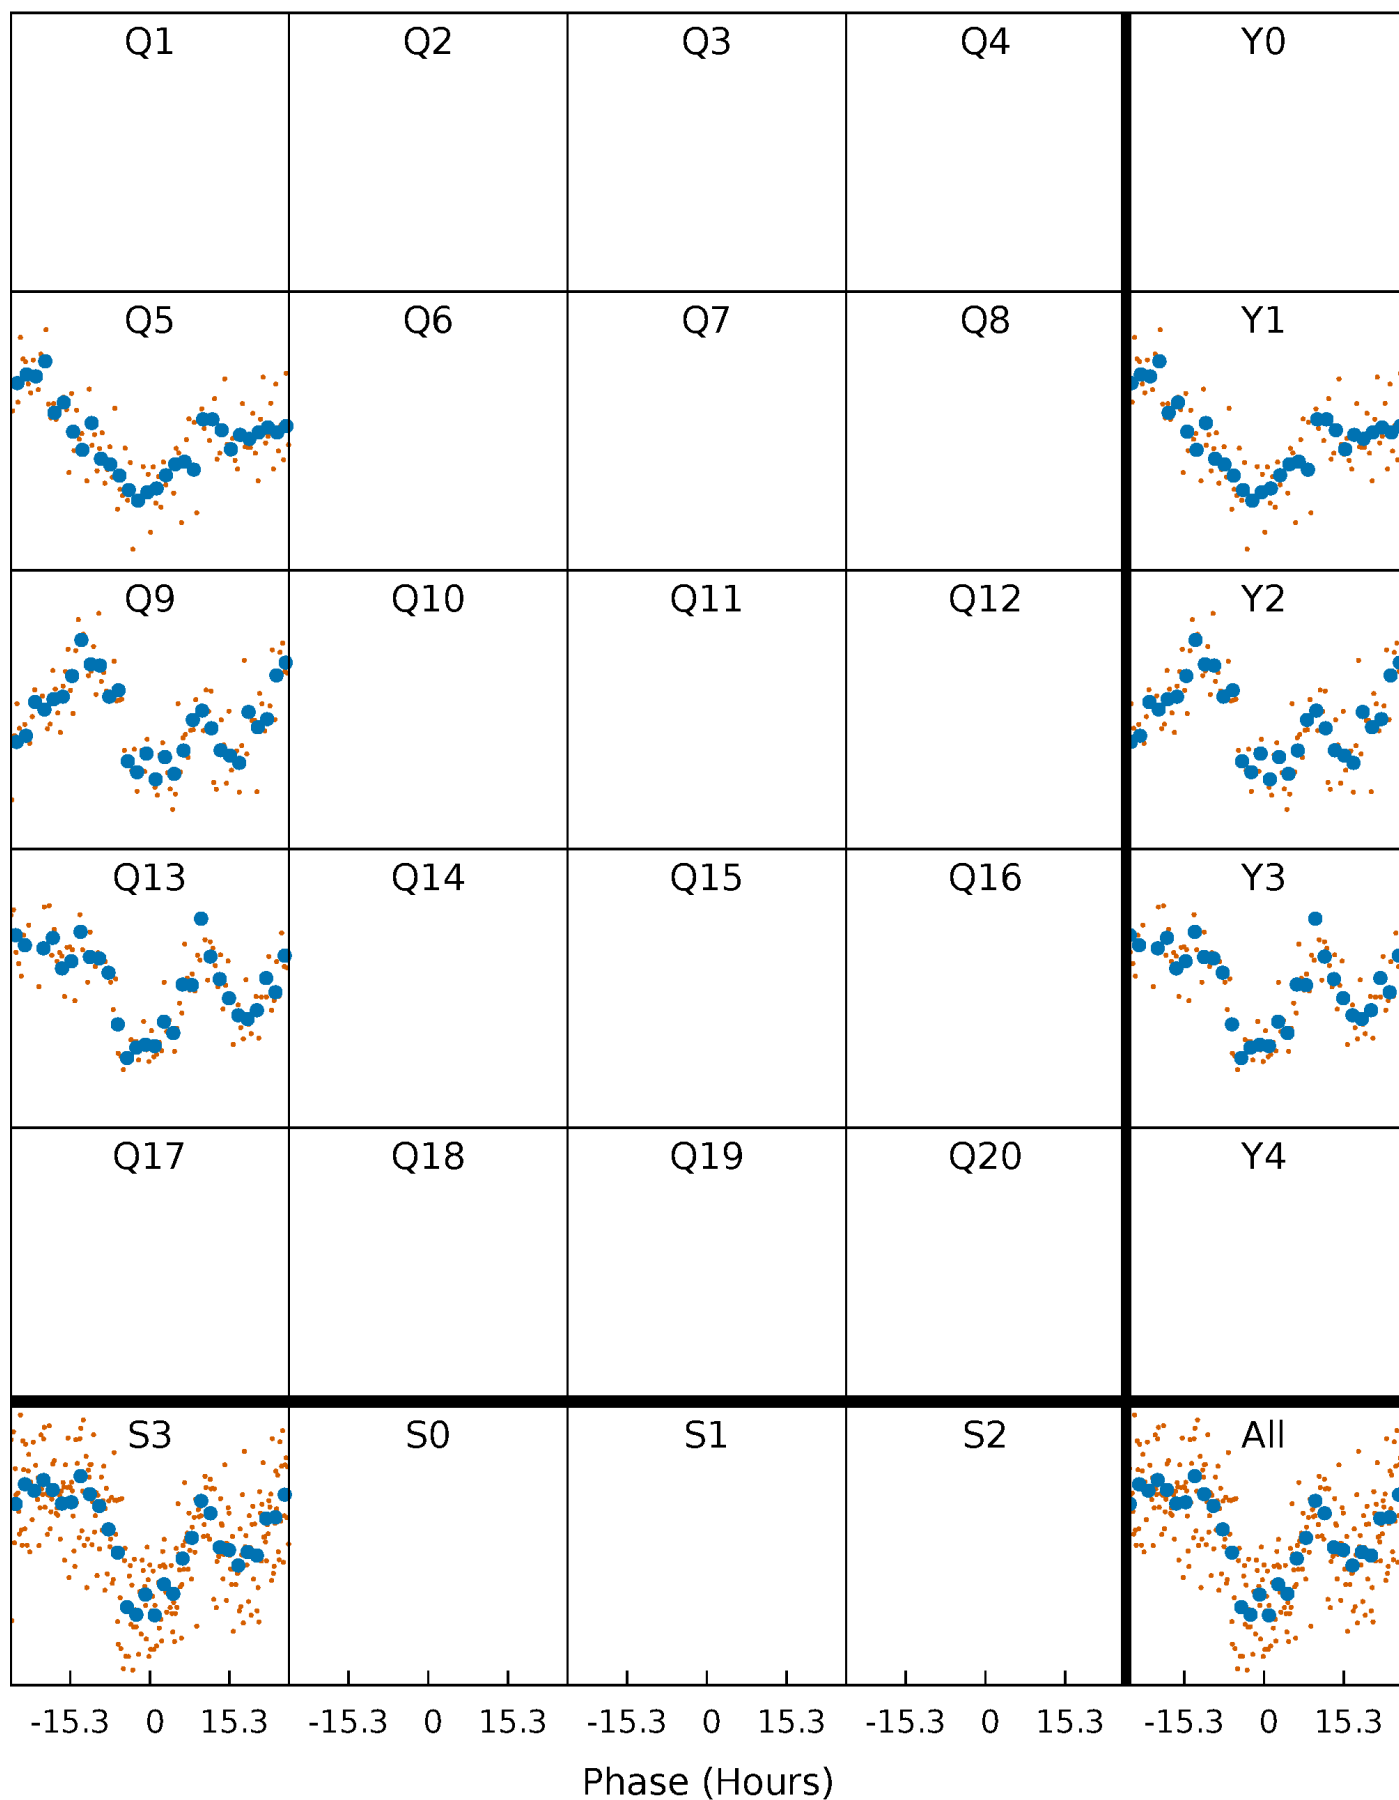 Q1 Q2 Q3 Q4 Y0
Q5 Q6 Q7 Q8 Y1
Q9 Q10 Q11 Q12 Y2
Q13 Q14 Q15 Q16 Y3
Q17 Q18 Q19 Q20 Y4
S3 S0 S1 S2 All
-15.3 0 15.3 -15.3 0 15.3 -15.3 0 15.3 -15.3 0 15.3 -15.3 0 15.3
Phase (Hours)